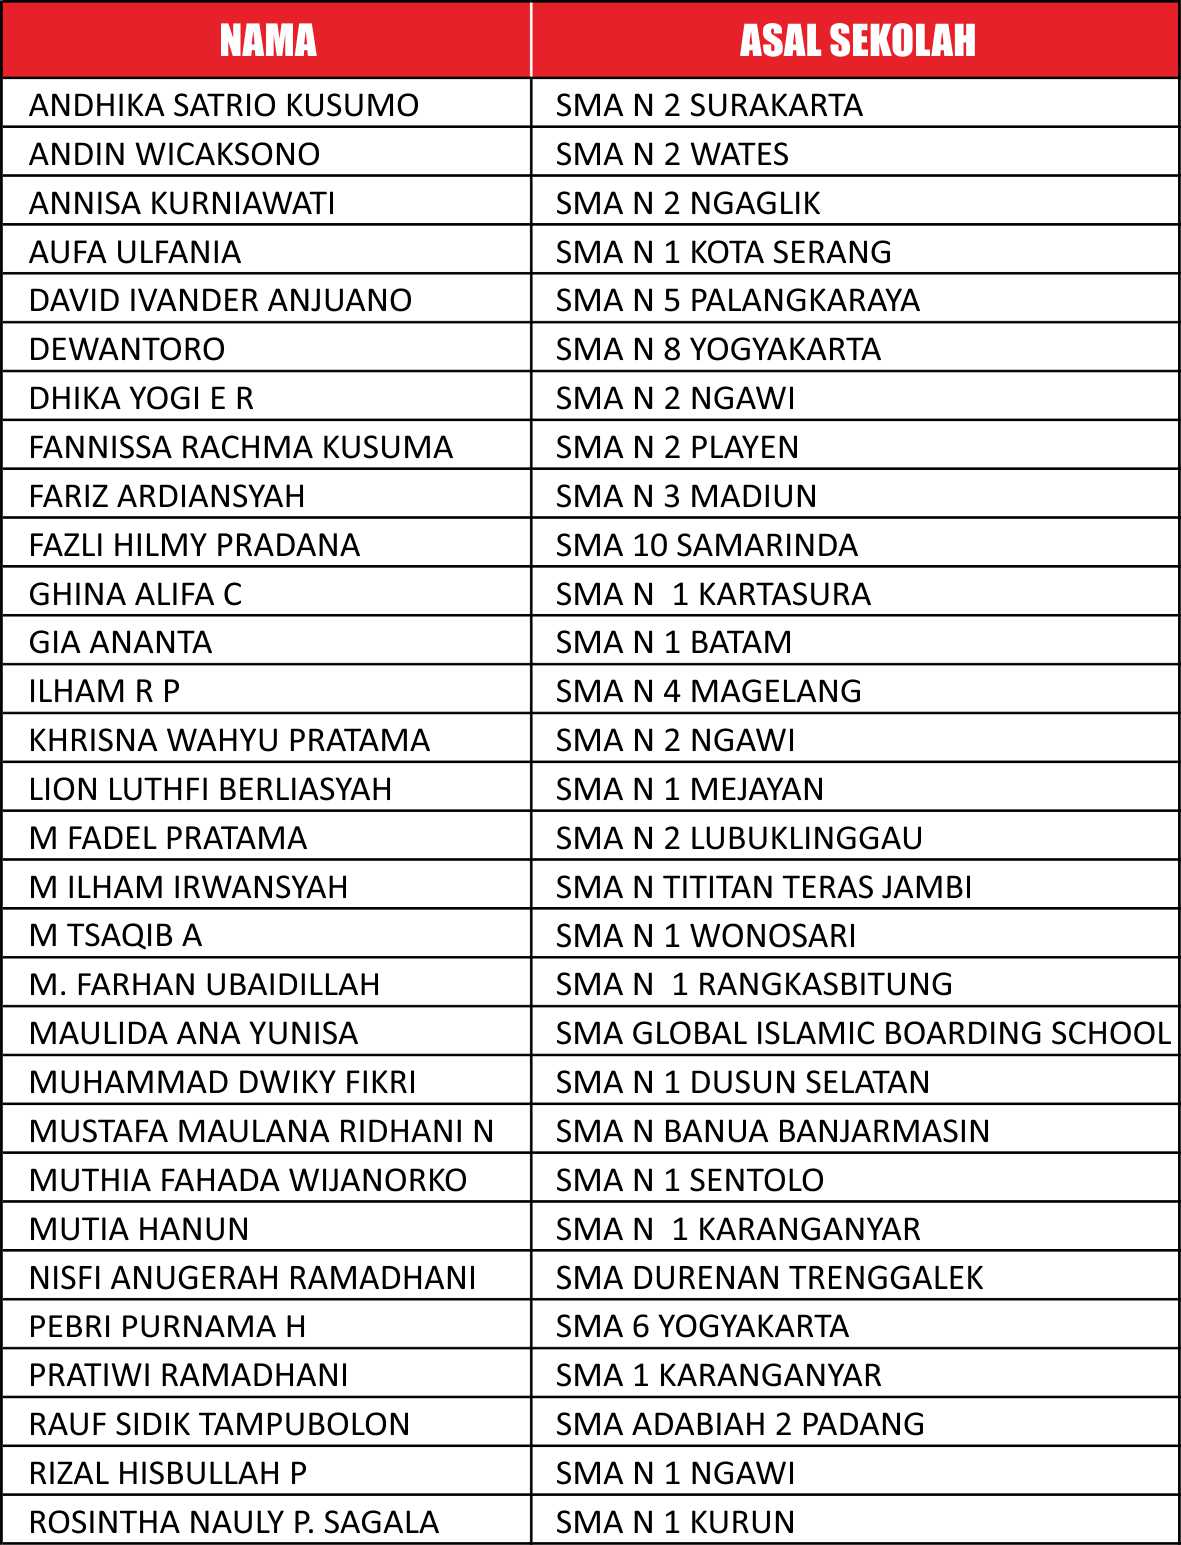 NAMA ASAL SEKOLAH
ANDHIKA SATRIO KUSUMO SMA N 2 SURAKARTA
ANDIN WICAKSONO SMA N 2 WATES
ANNISA KURNIAWATI SMA N 2 NGAGLIK
AUFA ULFANIA SMA N 1 KOTA SERANG
DAVID IVANDER ANJUANO SMA N 5 PALANGKARAYA
DEWANTORO SMA N 8 YOGYAKARTA
DHIKA YOGI E R SMA N 2 NGAWI
FANNISSA RACHMA KUSUMA SMA N 2 PLAYEN
FARIZ ARDIANSYAH SMA N 3 MADIUN
FAZLI HILMY PRADANA SMA 10 SAMARINDA
GHINA ALIFA C SMA N  1 KARTASURA
GIA ANANTA SMA N 1 BATAM
ILHAM R P SMA N 4 MAGELANG
KHRISNA WAHYU PRATAMA SMA N 2 NGAWI
LION LUTHFI BERLIASYAH SMA N 1 MEJAYAN
M FADEL PRATAMA SMA N 2 LUBUKLINGGAU
M ILHAM IRWANSYAH SMA N TITITAN TERAS JAMBI
M TSAQIB A SMA N 1 WONOSARI
M. FARHAN UBAIDILLAH SMA N  1 RANGKASBITUNG
MAULIDA ANA YUNISA SMA GLOBAL ISLAMIC BOARDING SCHOOL
MUHAMMAD DWIKY FIKRI SMA N 1 DUSUN SELATAN
MUSTAFA MAULANA RIDHANI N SMA N BANUA BANJARMASIN
MUTHIA FAHADA WIJANORKO SMA N 1 SENTOLO
MUTIA HANUN SMA N  1 KARANGANYAR
NISFI ANUGERAH RAMADHANI SMA DURENAN TRENGGALEK
PEBRI PURNAMA H SMA 6 YOGYAKARTA
PRATIWI RAMADHANI SMA 1 KARANGANYAR
RAUF SIDIK TAMPUBOLON SMA ADABIAH 2 PADANG
RIZAL HISBULLAH P SMA N 1 NGAWI
ROSINTHA NAULY P. SAGALA SMA N 1 KURUN